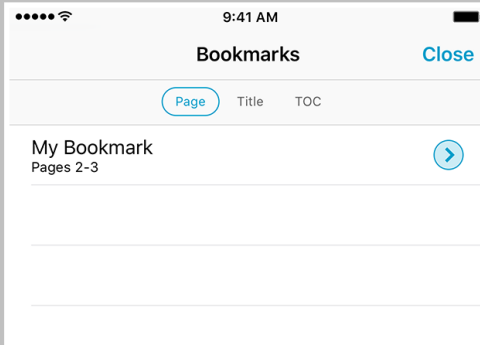 9:41 AM
Bookmarks
Close
Page
Title
TOC
My Bookmark
Pages 2-3